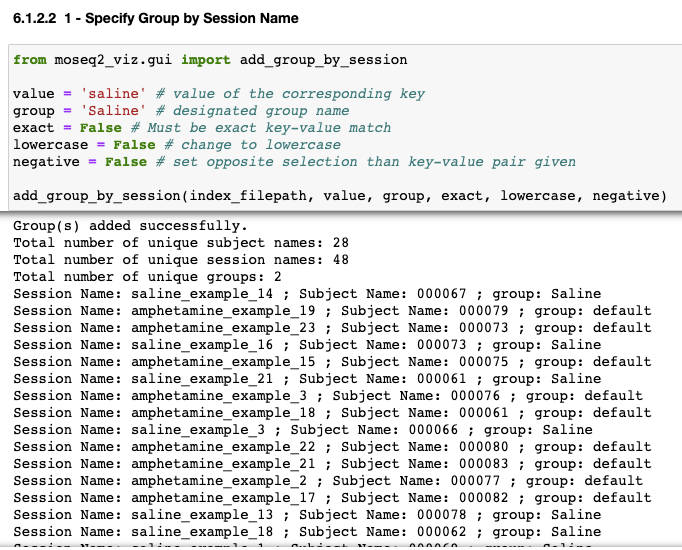 6.1.2.2 1 - Specify Group by Session Name
from moseq2_viz.gui import add_group_by_session
value = 'saline' # value of the corresponding key
group = 'Saline' # designated group name
exact = False # Must be exact key-value match
lowercase = False # change to lowercase
negative = False # set opposite selection than key-value pair given
add_group_by_session(index_filepath, value, group, exact, lowercase, negative)
Group(s) added successfully.
Total number of unique subject names: 28
Total number of unique session names: 48
Total number of unique groups: 2
Session Name: saline_example_14 ; Subject Name: 000067 ; group: Saline
Session Name: amphetamine_example_19 ; Subject Name: 000079 ; group: default
Session Name: amphetamine_example_23 ; Subject Name: 000073 ; group: default
Session Name: saline_example_16 ; Subject Name: 000073 ; group: Saline
Session Name: amphetamine_example_15 ; Subject Name: 000075 ; group: default
Session Name: saline_example_21 ; Subject Name: 000061 ; group: Saline
Session Name: amphetamine_example_3 ; Subject Name: 000076 ; group: default
Session Name: amphetamine_example_18 ; Subject Name: 000061 ; group: default
Session Name: saline_example_3 ; Subject Name: 000066 ; group: Saline
Session Name: amphetamine_example_22 ; Subject Name: 000080 ; group: default
Session Name: amphetamine_example_21 ; Subject Name: 000083 ; group: default
Session Name: amphetamine_example_2 ; Subject Name: 000077 ; group: default
Session Name: amphetamine_example_17 ; Subject Name: 000082 ; group: default
Session Name: saline_example_13 ; Subject Name: 000078 ; group: Saline
Session Name: saline_example_18 ; Subject Name: 000062 ; group: Saline